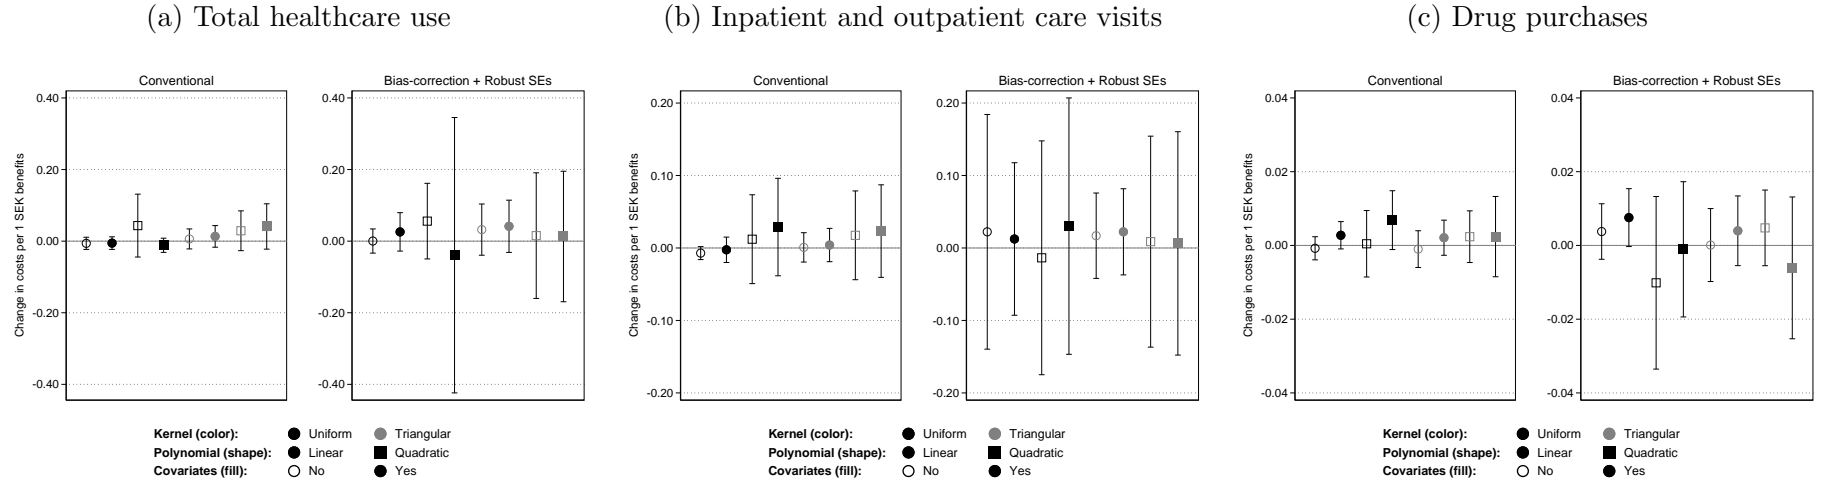 (a) Total healthcare use
(b) Inpatient and outpatient care visits
(c) Drug purchases
Conventional
Bias-correction + Robust SEs
Change in costs per 1 SEK benefits
0.40
0.20
0.00
-0.20
-0.40
0.40
0.20
0.00
-0.20
-0.40
Kernel (color): Uniform Triangular
Polynomial (shape): Linear Quadratic
Covariates (fill): No Yes
Conventional
Bias-correction + Robust SEs
Change in costs per 1 SEK benefits
0.20
0.10
0.00
-0.10
-0.20
0.20
0.10
0.00
-0.10
-0.20
Kernel (color): Uniform Triangular
Polynomial (shape): Linear Quadratic
Covariates (fill): No Yes
Conventional
Bias-correction + Robust SEs
Change in costs per 1 SEK benefits
0.04
0.02
0.00
-0.02
-0.04
0.04
0.02
0.00
-0.02
-0.04
Kernel (color): Uniform Triangular
Polynomial (shape): Linear Quadratic
Covariates (fill): No Yes